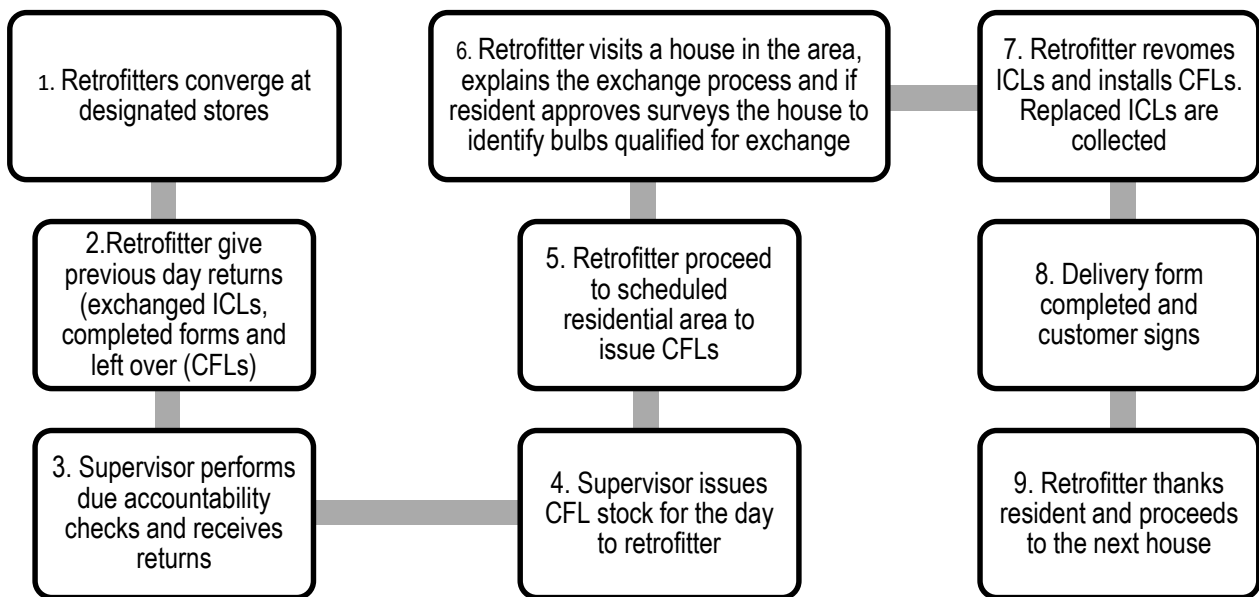 1. Retrofitters converge at
designated stores
2.Retrofitter give
previous day returns
(exchanged ICLs,
completed forms and
left over (CFLs)
3. Supervisor performs
due accountability
checks and receives
returns
4. Supervisor issues
CFL stock for the day
to retrofitter
5. Retrofitter proceed
to scheduled
residential area to
issue CFLs
6. Retrofitter visits a house in the area,
explains the exchange process and if
resident approves surveys the house to
identify bulbs qualified for exchange
7. Retrofitter revomes
ICLs and installs CFLs.
Replaced ICLs are
collected
8. Delivery form
completed and
customer signs
9. Retrofitter thanks
resident and proceeds
to the next house